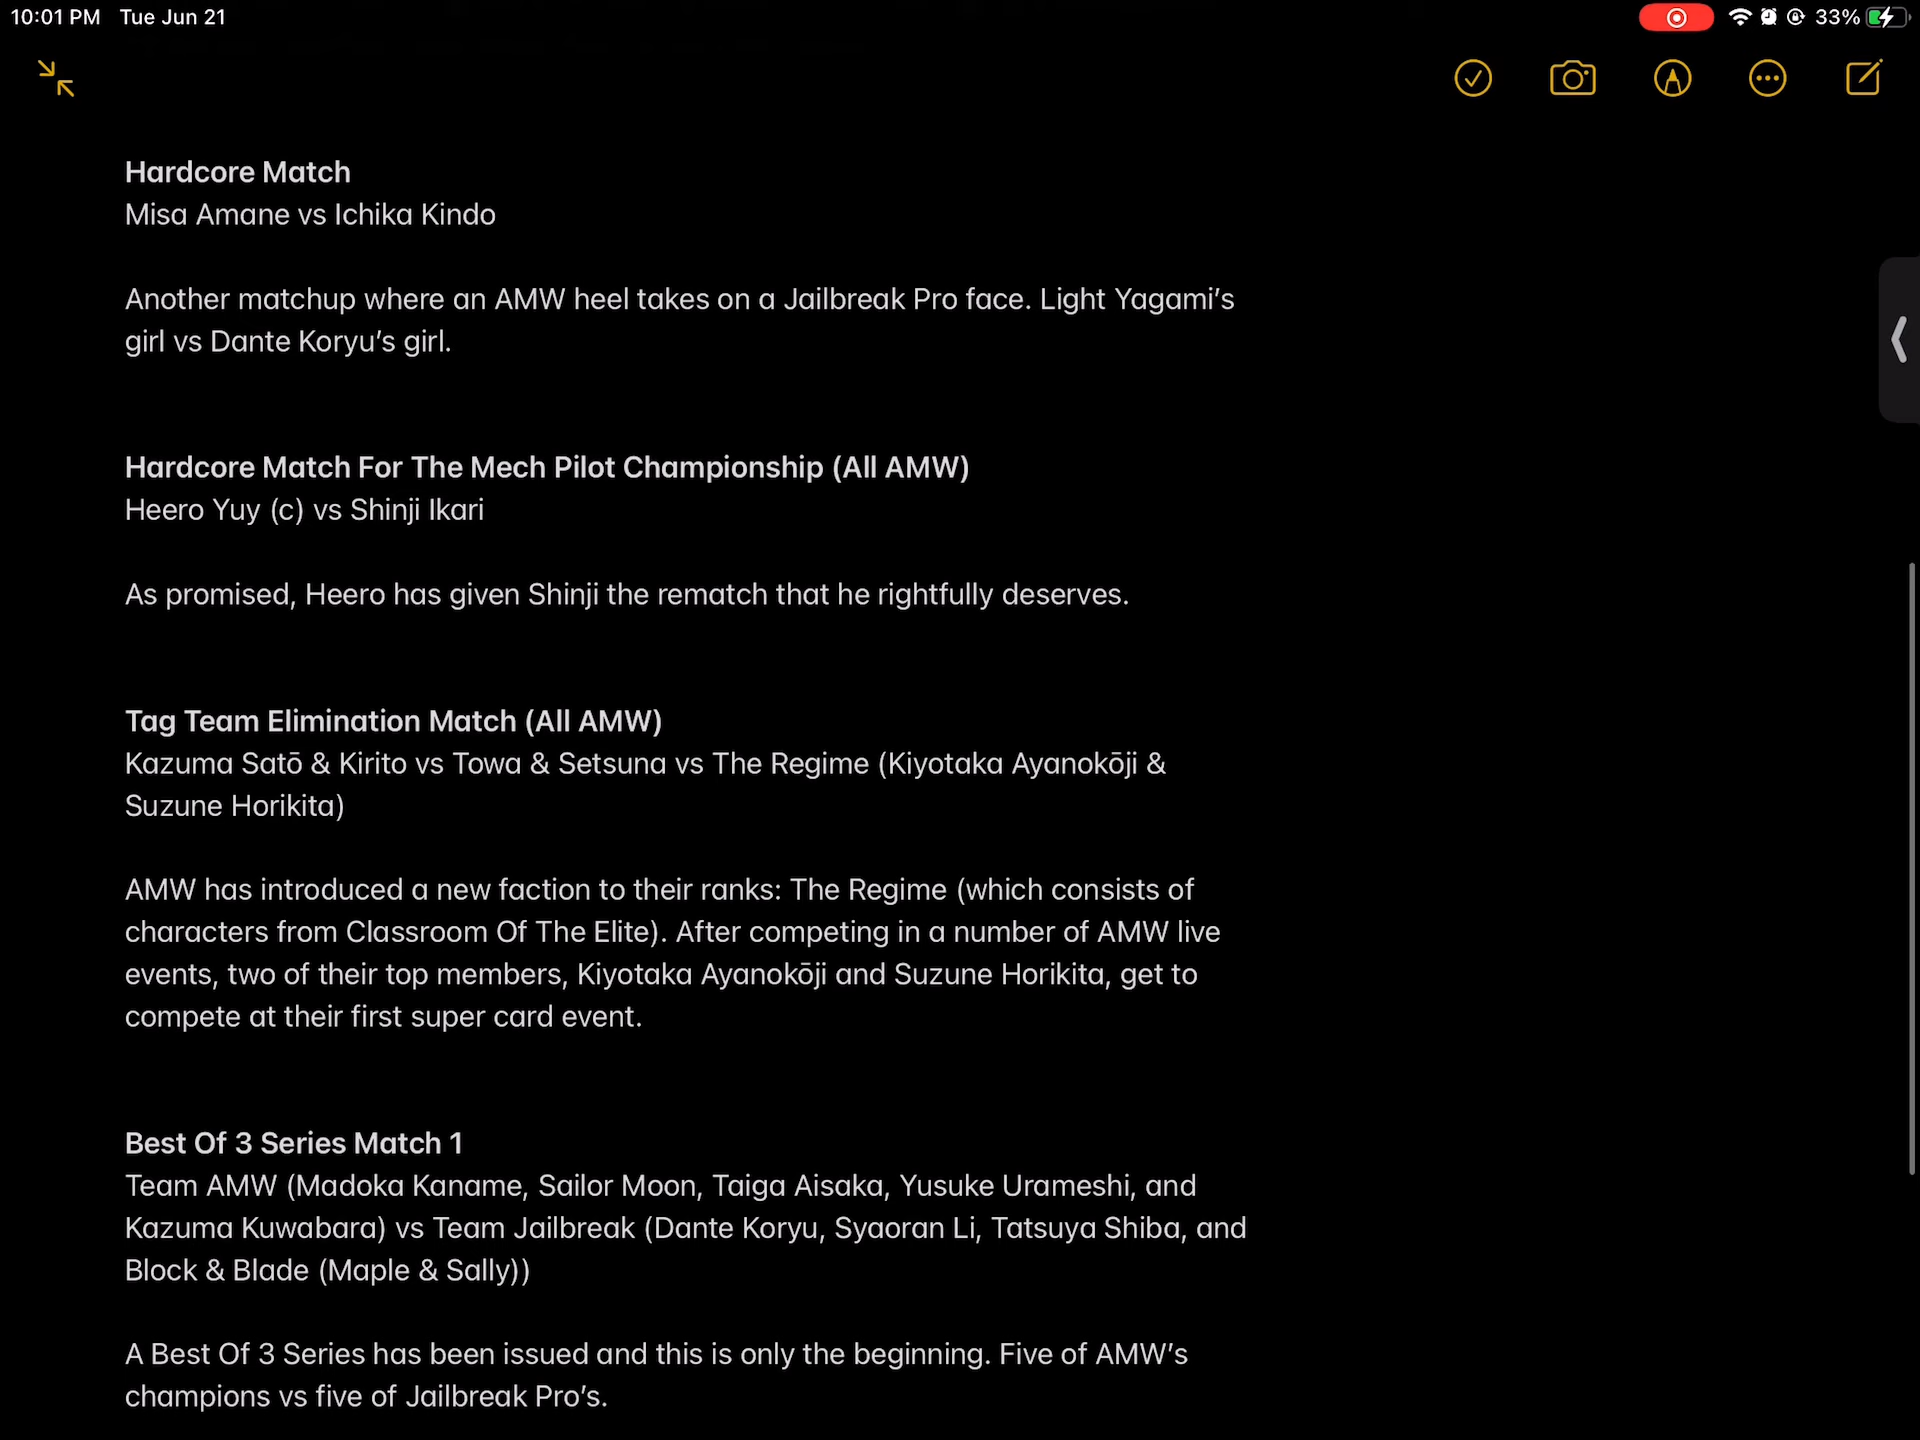 10:01 PM Tue Jun 21
33%
Hardcore Match
Misa Amane vs Ichika Kindo
Another matchup where an AMW heel takes on a Jailbreak Pro face. Light Yagami's
girl vs Dante Koryu's girl.
Hardcore Match For The Mech Pilot Championship (All AMW)
Heero Yuy (c) vs Shinji Ikari
As promised, Heero has given Shinji the rematch that he rightfully deserves.
Tag Team Elimination Match (All AMW)
Kazuma Satō & Kirito vs Towa & Setsuna vs The Regime (Kiyotaka Ayanokōji &
Suzune Horikita)
AMW has introduced a new faction to their ranks: The Regime (which consists of
characters from Classroom Of The Elite). After competing in a number of AMW live
events, two of their top members, Kiyotaka Ayanokōji and Suzune Horikita, get to
compete at their first super card event.
Best Of 3 Series Match 1
Team AMW (Madoka Kaname, Sailor Moon, Taiga Aisaka, Yusuke Urameshi, and
Kazuma Kuwabara) vs Team Jailbreak (Dante Koryu, Syaoran Li, Tatsuya Shiba, and
Block & Blade (Maple & Sally))
A Best Of 3 Series has been issued and this is only the beginning. Five of AMW's
champions vs five of Jailbreak Pro's.